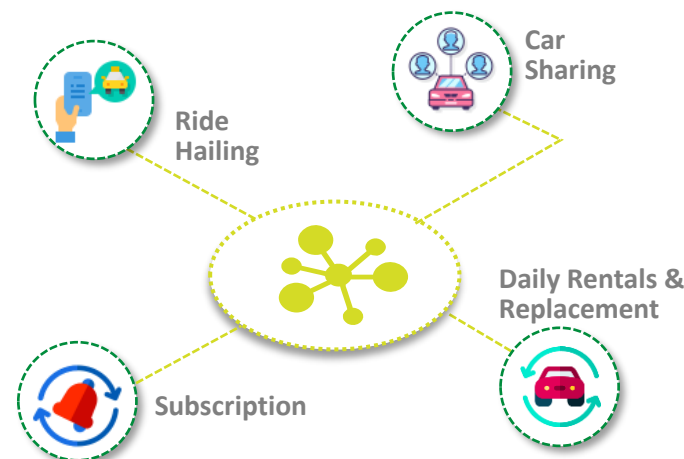 Car
Sharing
Ride
Hailing
Daily Rentals &
Replacement
Subscription